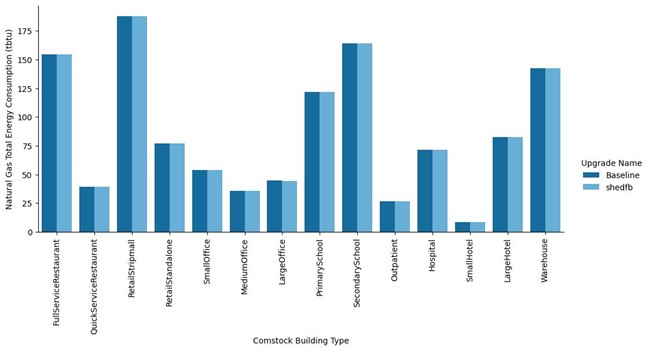 Natural Gas Total Energy Consumption (tbtu)
175
150
125
100
75
50
25
0
FullServiceRestaurant
QuickServiceRestaurant
RetailStripmall
RetailStandalone
SmallOffice
MediumOffice
LargeOffice
PrimarySchool
SecondarySchool
Outpatient
Hospital
SmallHotel
LargeHotel
Warehouse
Comstock Building Type
Upgrade Name
Baseline
shedfb